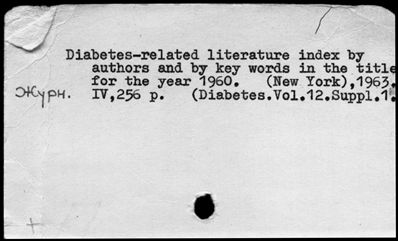 Diabetes-related literature index by
authors and by key words in the title
for the year 1960. (New York),1963.
Журн. IV,256 p. (Diabetes.Vol.12.Suppl.1.